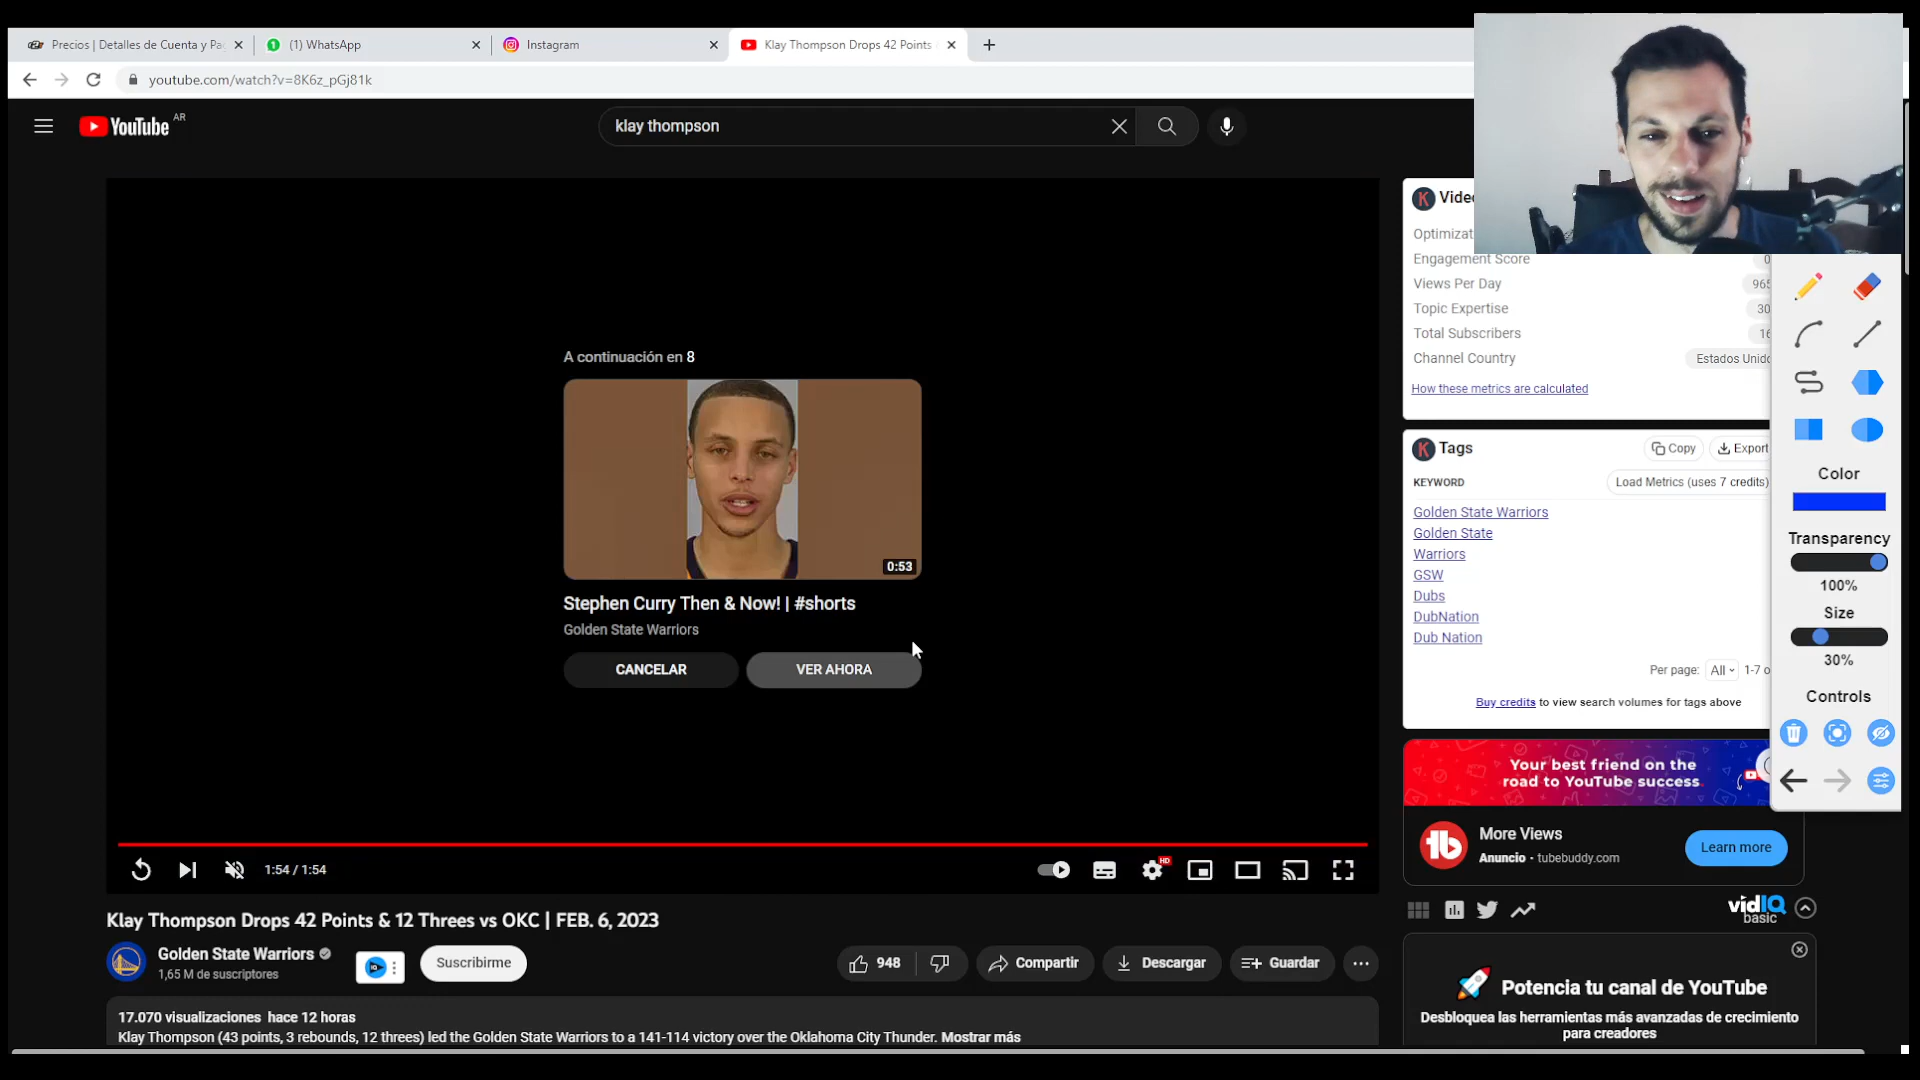 Precios | Detalles de Cuenta y Pa
(1) WhatsApp
Instagram
Klay Thompson Drops 42 Points
youtube.com/watch?v=8K6z_pGj81k
YouTube AR
klay thompson
A continuación en 8
0:53
Stephen Curry Then & Now! | #shorts
Golden State Warriors
CANCELAR
VER AHORA
1:54 / 1:54
HD
Klay Thompson Drops 42 Points & 12 Threes vs OKC | FEB. 6, 2023
Golden State Warriors
1,65 M de suscriptores
Suscribirme
948
Compartir
Descargar
Guardar
17.070 visualizaciones hace 12 horas
Klay Thompson (43 points, 3 rebounds, 12 threes) led the Golden State Warriors to a 141-114 victory over the Oklahoma City Thunder. Mostrar más
Optimizat
Engagement Score 0
Views Per Day 965
Topic Expertise 30
Total Subscribers 16
Channel Country Estados Unido
How these metrics are calculated
Tags
Copy
Export
KEYWORD
Load Metrics (uses 7 credits)
Golden State Warriors
Golden State
Warriors
GSW
Dubs
DubNation
Dub Nation
Per page: All 1-7 o
Buy credits to view search volumes for tags above
Your best friend on the
road to YouTube success.
More Views
Anuncio · tubebuddy.com
Learn more
vidIQ
basic
Potencia tu canal de YouTube
Desbloquea las herramientas más avanzadas de crecimiento
para creadores
Color
Transparency
100%
Size
30%
Controls